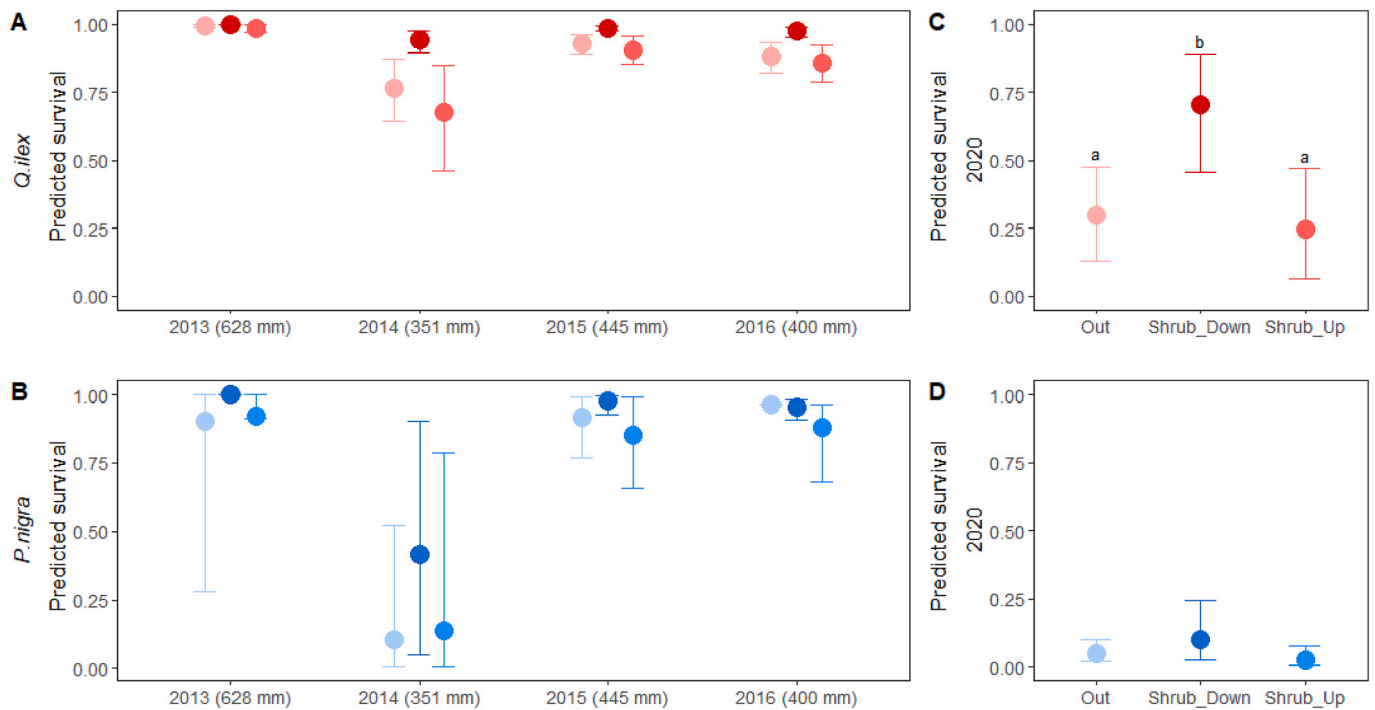 A
Q.ilex
Predicted survival
1.00
0.75
0.50
0.25
0.00
2013 (628 mm)
2014 (351 mm)
2015 (445 mm)
2016 (400 mm)
C
Predicted survival
2020
1.00
0.75
0.50
0.25
0.00
a
b
a
Out
Shrub_Down
Shrub_Up
B
P.nigra
Predicted survival
1.00
0.75
0.50
0.25
0.00
2013 (628 mm)
2014 (351 mm)
2015 (445 mm)
2016 (400 mm)
D
Predicted survival
2020
1.00
0.75
0.50
0.25
0.00
Out
Shrub_Down
Shrub_Up